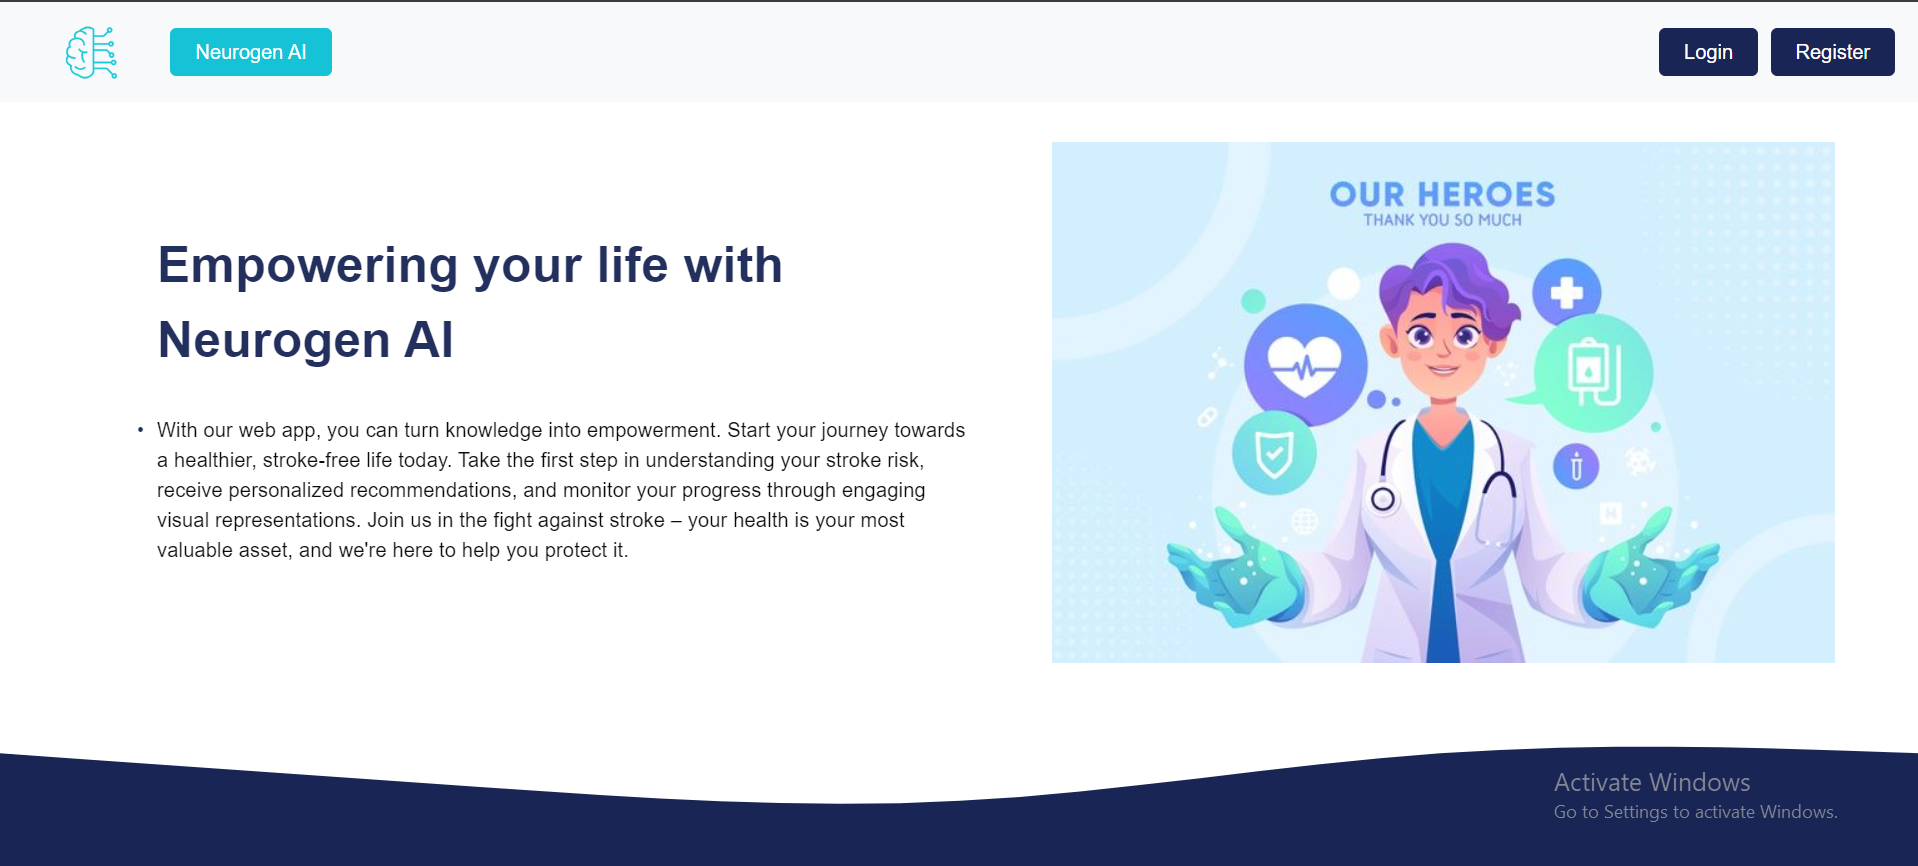 Neurogen AI
Login
Register
OUR HEROES
THANK YOU SO MUCH
Empowering your life with
Neurogen AI
• With our web app, you can turn knowledge into empowerment. Start your journey towards
a healthier, stroke-free life today. Take the first step in understanding your stroke risk,
receive personalized recommendations, and monitor your progress through engaging
visual representations. Join us in the fight against stroke – your health is your most
valuable asset, and we're here to help you protect it.
H
Activate Windows
Go to Settings to activate Windows.